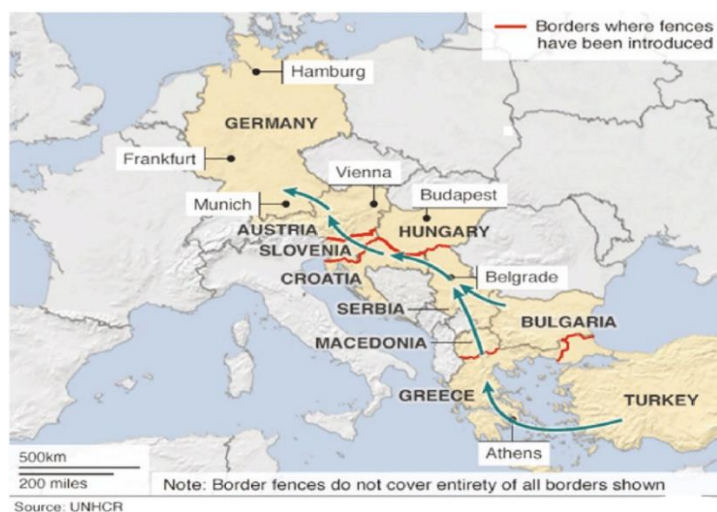 Borders where fences
have been introduced
Hamburg
GERMANY
Frankfurt
Vienna
Munich
Budapest
AUSTRIA
HUNGARY
SLOVENIA
CROATIA
Belgrade
SERBIA
BULGARIA
MACEDONIA
GREECE
TURKEY
Athens
500km
200 miles
Note: Border fences do not cover entirety of all borders shown
Source: UNHCR